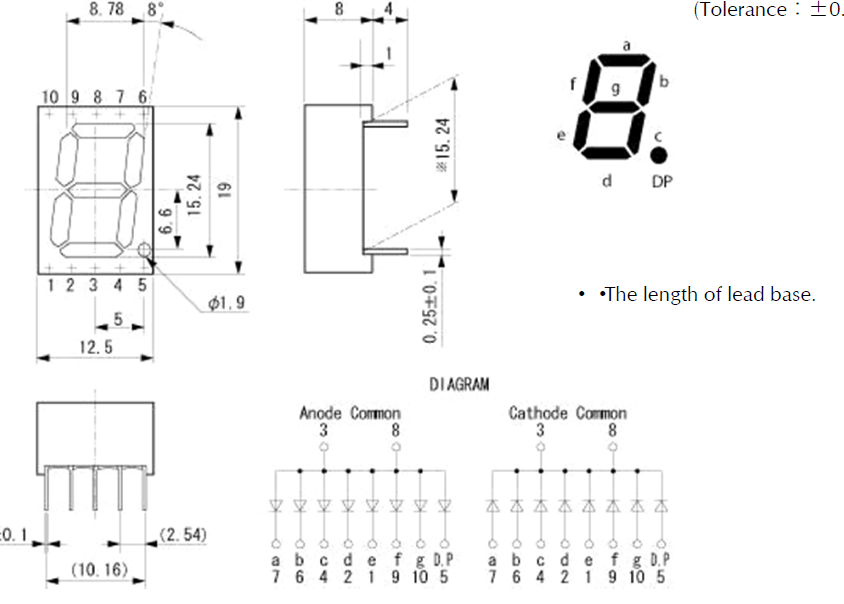 (Tolerance：±0.
8.78
8°
8
4
1
10 9 8 7 6
15.24
19
6.6
※15.24
0.25±0.1
1 2 3 4 5
φ1.9
5
12.5
a
f
g
b
e
c
d
DP
• •The length of lead base.
DIAGRAM
Anode Common
3 8
a b c d e f g D.P
7 6 4 2 1 9 10 5
Cathode Common
3 8
a b c d e f g D.P
7 6 4 2 1 9 10 5
±0.1
(2.54)
(10.16)